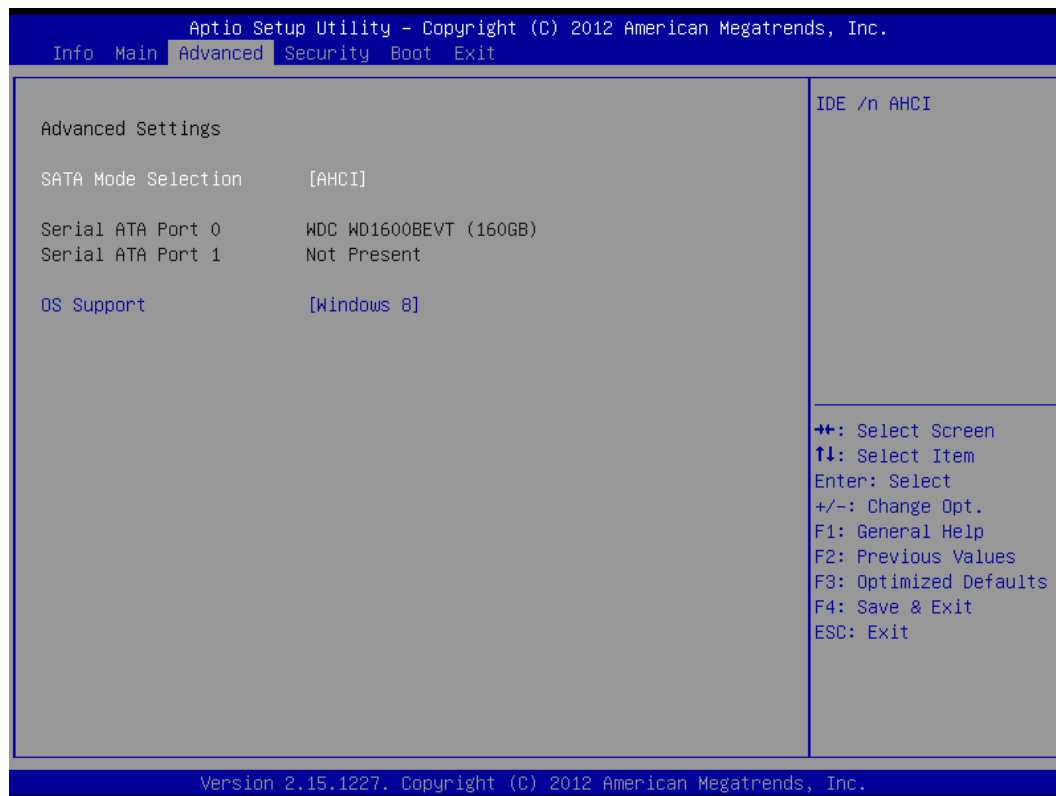 Aptio Setup Utility – Copyright (C) 2012 American Megatrends, Inc.
Info Main Advanced Security Boot Exit
Advanced Settings
SATA Mode Selection [AHCI]
Serial ATA Port 0 WDC WD1600BEVT (160GB)
Serial ATA Port 1 Not Present
OS Support [Windows 8]
IDE /n AHCI
→←: Select Screen
↑↓: Select Item
Enter: Select
+/-: Change Opt.
F1: General Help
F2: Previous Values
F3: Optimized Defaults
F4: Save & Exit
ESC: Exit
Version 2.15.1227. Copyright (C) 2012 American Megatrends, Inc.